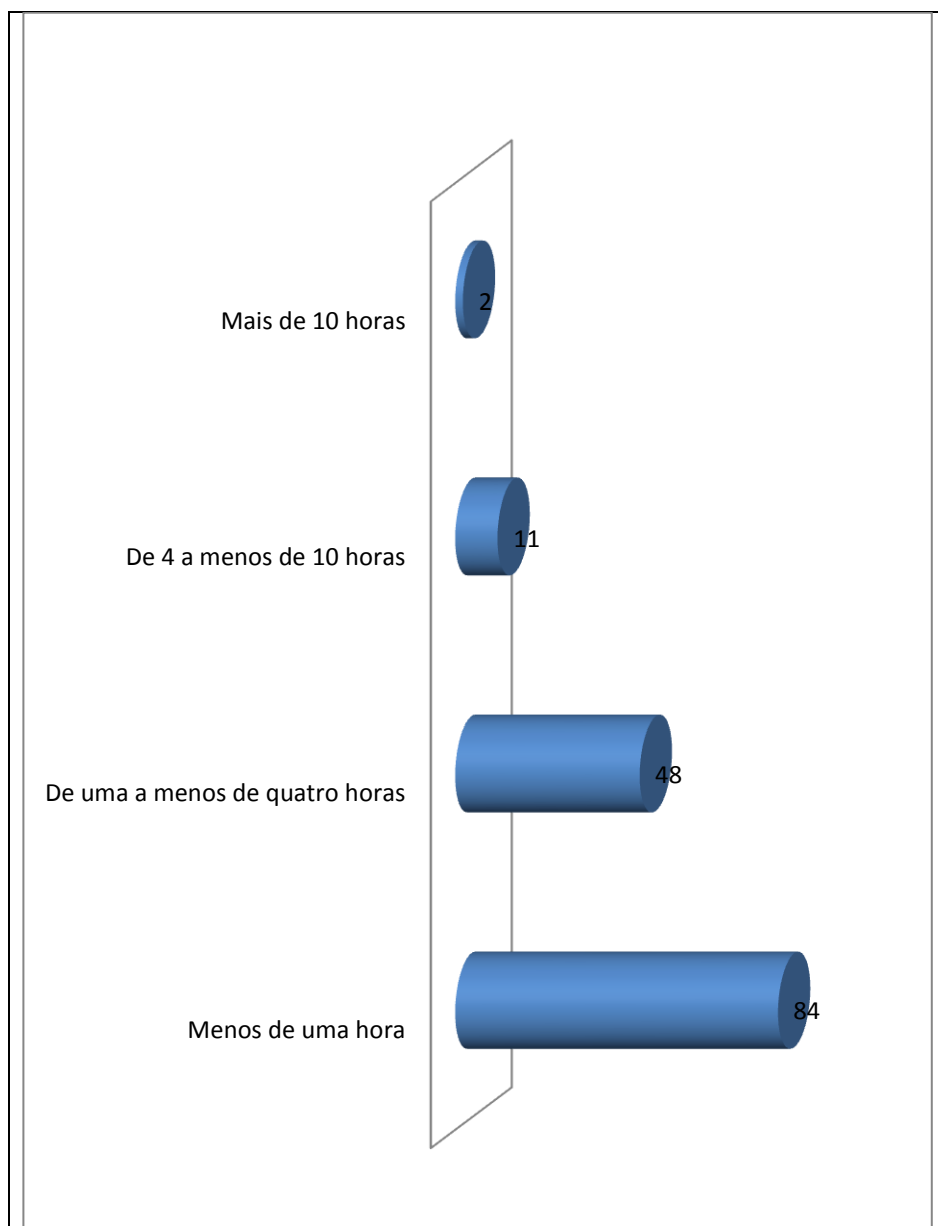 2
Mais de 10 horas
11
De 4 a menos de 10 horas
48
De uma a menos de quatro horas
84
Menos de uma hora